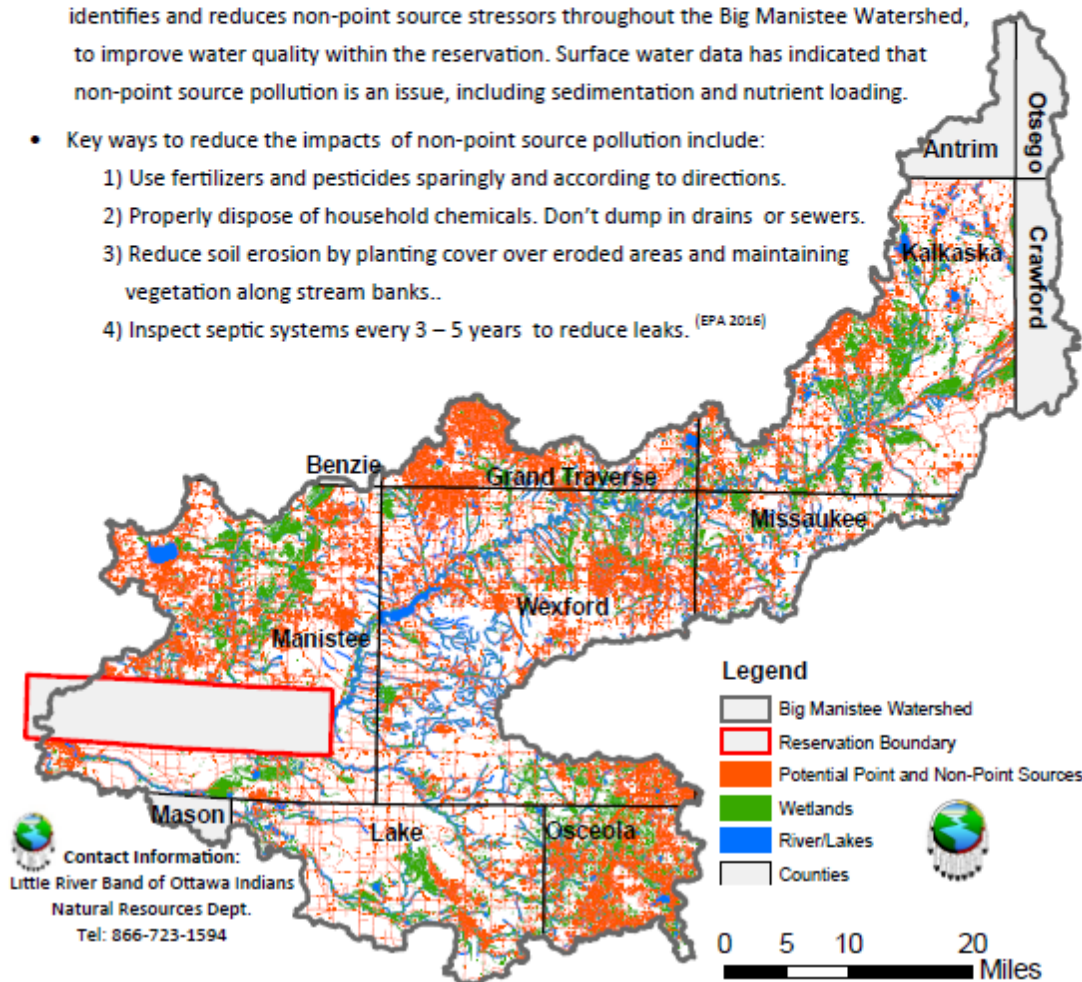 identifies and reduces non-point source stressors throughout the Big Manistee Watershed,
to improve water quality within the reservation. Surface water data has indicated that
non-point source pollution is an issue, including sedimentation and nutrient loading.
• Key ways to reduce the impacts of non-point source pollution include:
1) Use fertilizers and pesticides sparingly and according to directions.
2) Properly dispose of household chemicals. Don't dump in drains or sewers.
3) Reduce soil erosion by planting cover over eroded areas and maintaining
vegetation along stream banks..
4) Inspect septic systems every 3 – 5 years to reduce leaks. (EPA 2016)
Otsego
Antrim
Kalkaska
Crawford
Benzie
Grand Traverse
Missaukee
Wexford
Manistee
Mason
Lake
Osceola
Legend
Big Manistee Watershed
Reservation Boundary
Potential Point and Non-Point Sources
Wetlands
River/Lakes
Counties
Contact Information:
Little River Band of Ottawa Indians
Natural Resources Dept.
Tel: 866-723-1594
0 5 10 20
Miles